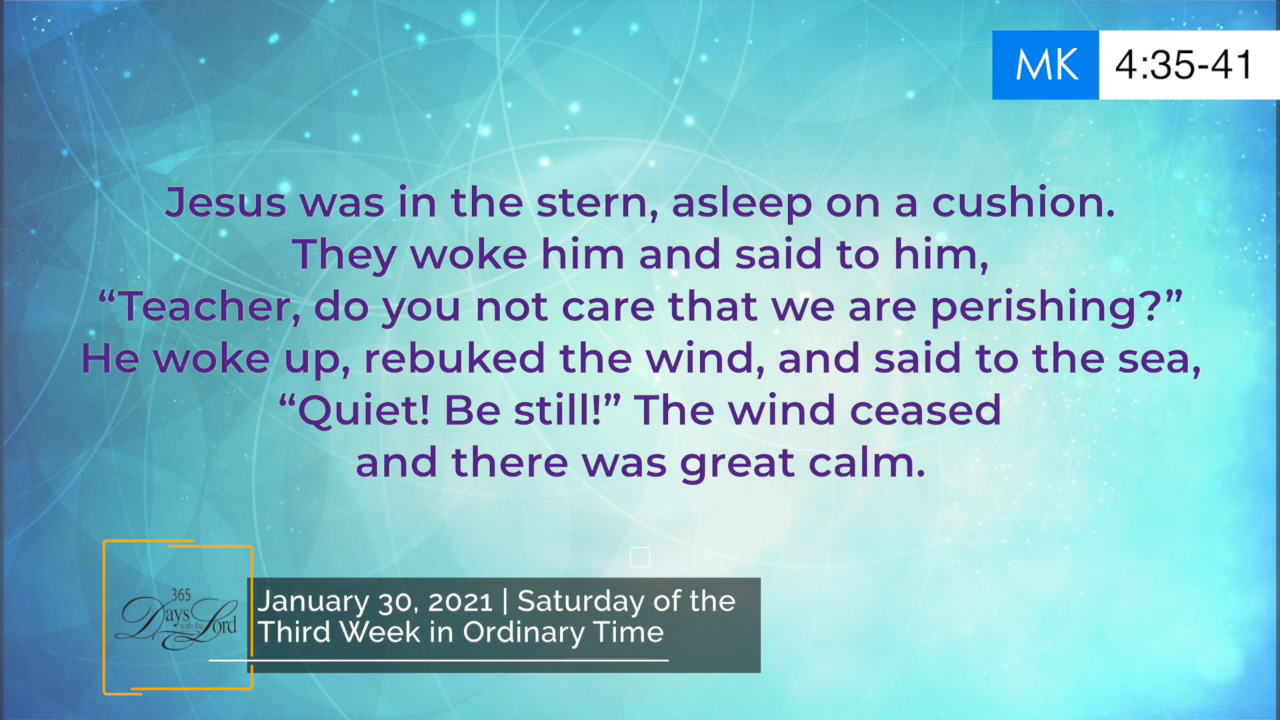 MK 4:35-41
Jesus was in the stern, asleep on a cushion.
They woke him and said to him,
“Teacher, do you not care that we are perishing?”
He woke up, rebuked the wind, and said to the sea,
“Quiet! Be still!” The wind ceased
and there was great calm.
365
Days with the Lord
January 30, 2021 | Saturday of the
Third Week in Ordinary Time